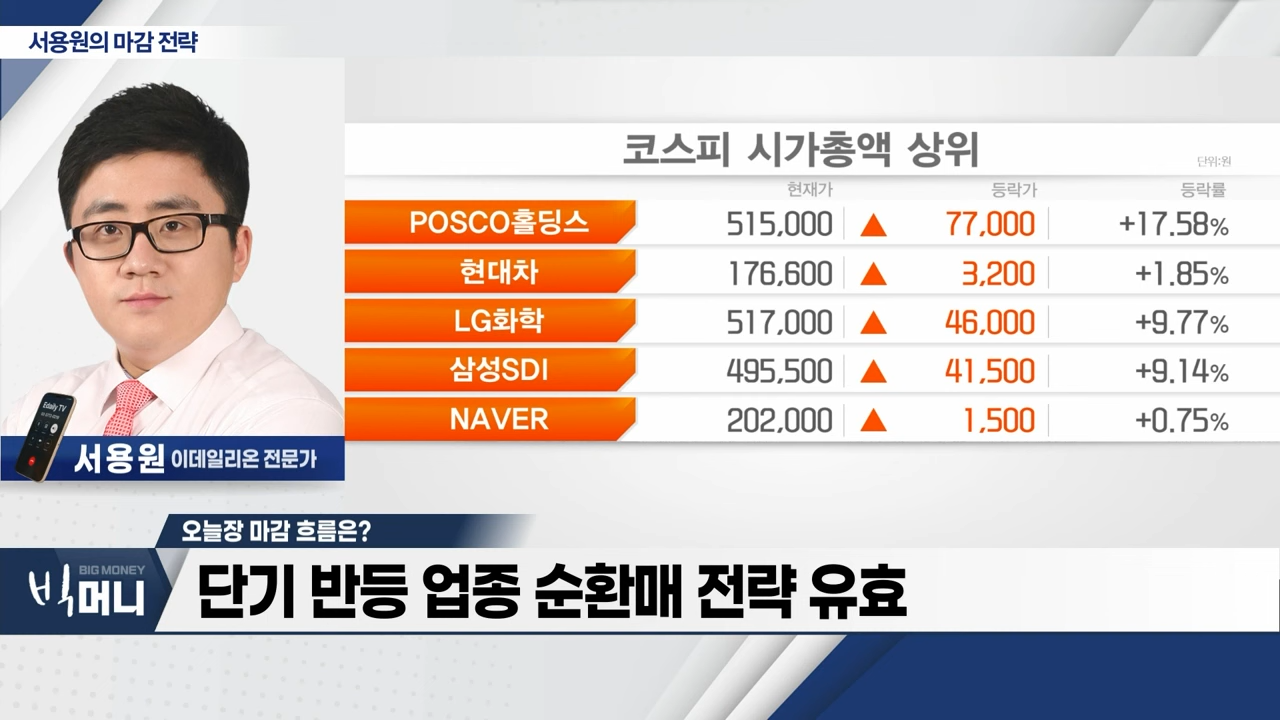 서용원의 마감 전략
코스피 시가총액 상위
단위:원
현재가 등락가 등락률
POSCO홀딩스 515,000 ▲ 77,000 +17.58%
현대차 176,600 ▲ 3,200 +1.85%
LG화학 517,000 ▲ 46,000 +9.77%
삼성SDI 495,500 ▲ 41,500 +9.14%
NAVER 202,000 ▲ 1,500 +0.75%
Edaily TV
서용원 이데일리온 전문가
오늘장 마감 흐름은?
BIG MONEY
빅머니
단기 반등 업종 순환매 전략 유효